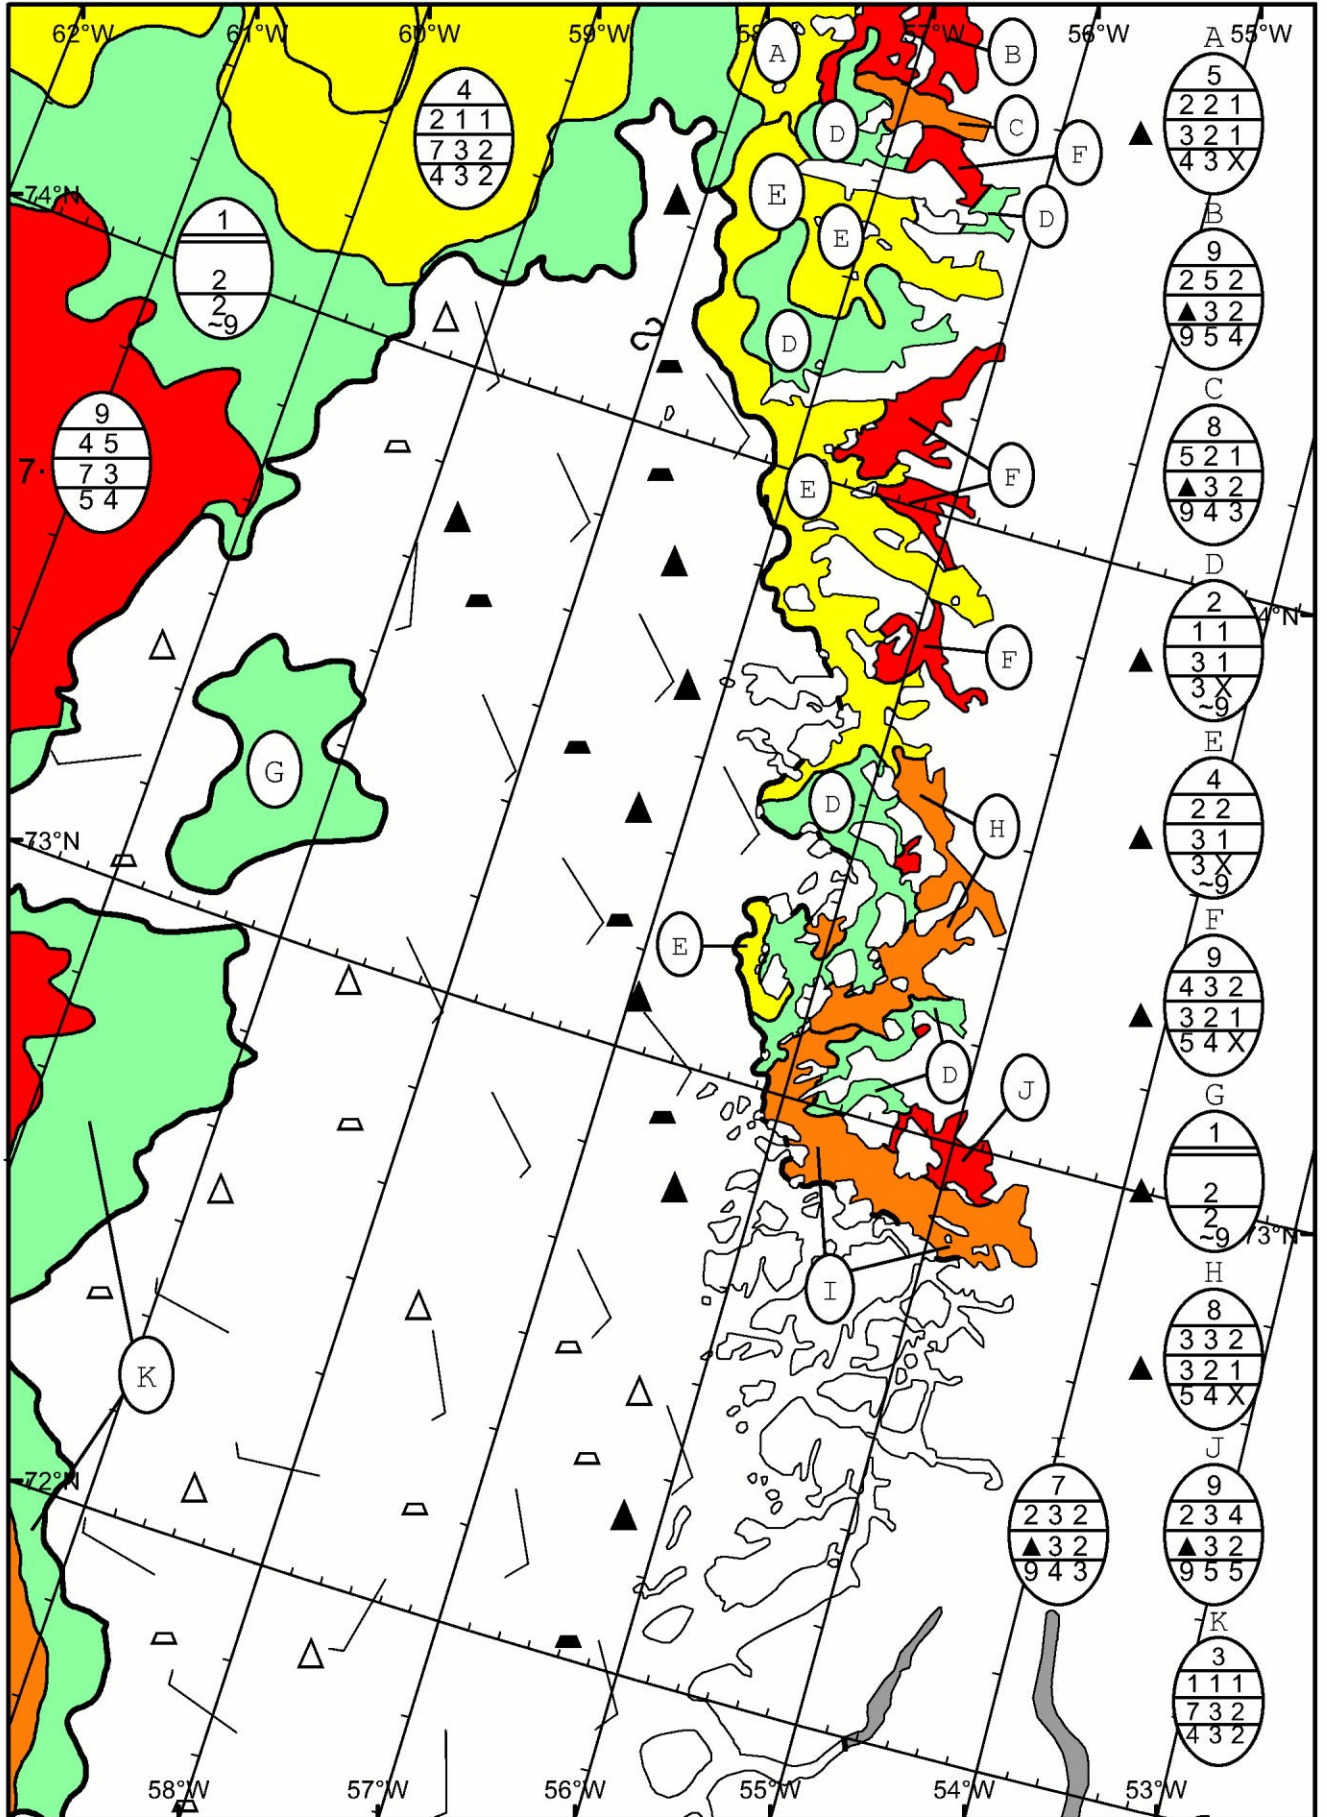 62°W 61°W 60°W 59°W 58°W 57°W 56°W 55°W
A
B
C
D
E
F
D
E
D
4
2 1 1
7 3 2
4 3 2
74°N
1
2
2
~9
9
4 5
7 3
5 4
7
E
F
F
G
D
H
73°N
E
D
J
I
K
72°N
58°W 57°W 56°W 55°W 54°W 53°W
A
5
2 2 1
3 2 1
4 3 X
B
9
2 5 2
▲ 3 2
9 5 4
C
8
5 2 1
▲ 3 2
9 4 3
D
2
1 1
3 1
3 X
~9
4°N
E
4
2 2
3 1
3 X
~9
F
9
4 3 2
3 2 1
5 4 X
G
1
2
2
~9
73°N
H
8
3 3 2
3 2 1
5 4 X
I
7
2 3 2
▲ 3 2
9 4 3
J
9
2 3 4
▲ 3 2
9 5 5
K
3
1 1 1
7 3 2
4 3 2